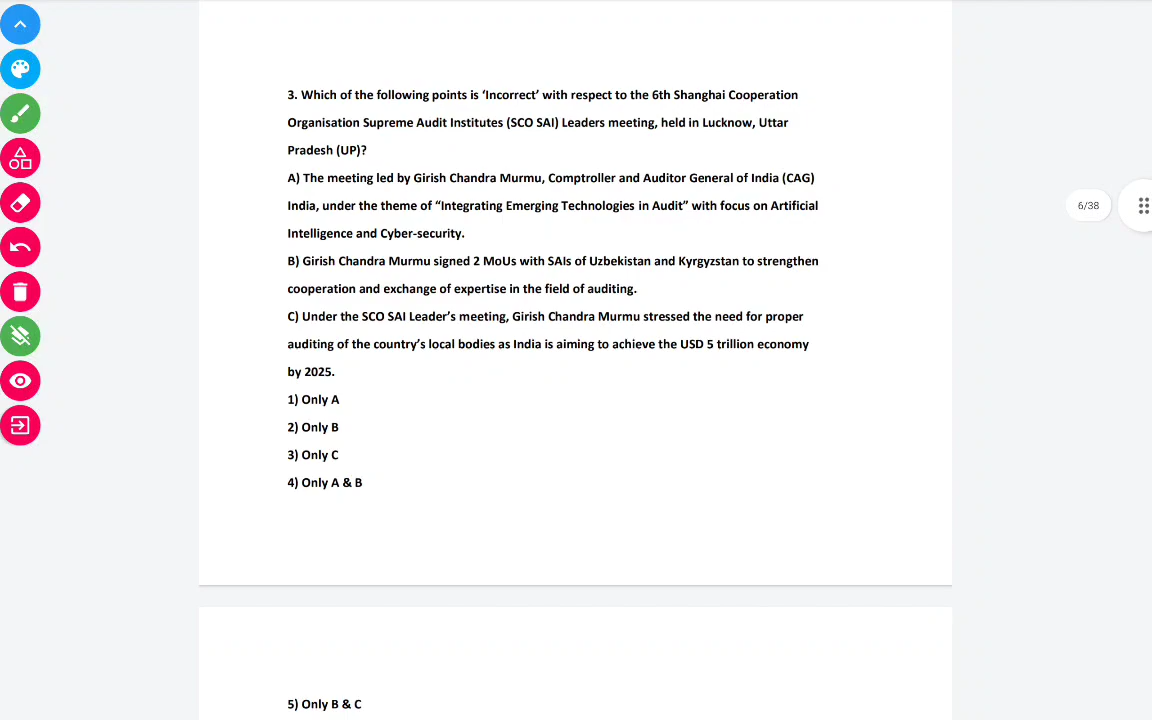 3. Which of the following points is ‘Incorrect’ with respect to the 6th Shanghai Cooperation
Organisation Supreme Audit Institutes (SCO SAI) Leaders meeting, held in Lucknow, Uttar
Pradesh (UP)?
A) The meeting led by Girish Chandra Murmu, Comptroller and Auditor General of India (CAG)
India, under the theme of “Integrating Emerging Technologies in Audit” with focus on Artificial
Intelligence and Cyber-security.
6/38
B) Girish Chandra Murmu signed 2 MoUs with SAIs of Uzbekistan and Kyrgyzstan to strengthen
cooperation and exchange of expertise in the field of auditing.
C) Under the SCO SAI Leader’s meeting, Girish Chandra Murmu stressed the need for proper
auditing of the country’s local bodies as India is aiming to achieve the USD 5 trillion economy
by 2025.
1) Only A
2) Only B
3) Only C
4) Only A & B
5) Only B & C